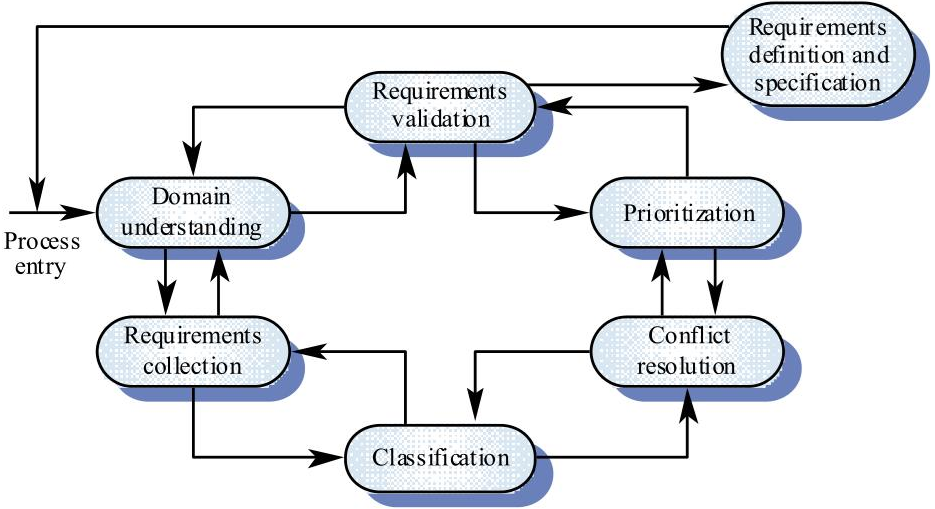 Requirements
definition and
specification
Requirements
validation
Domain
understanding
Prioritization
Process
entry
Requirements
collection
Conflict
resolution
Classification